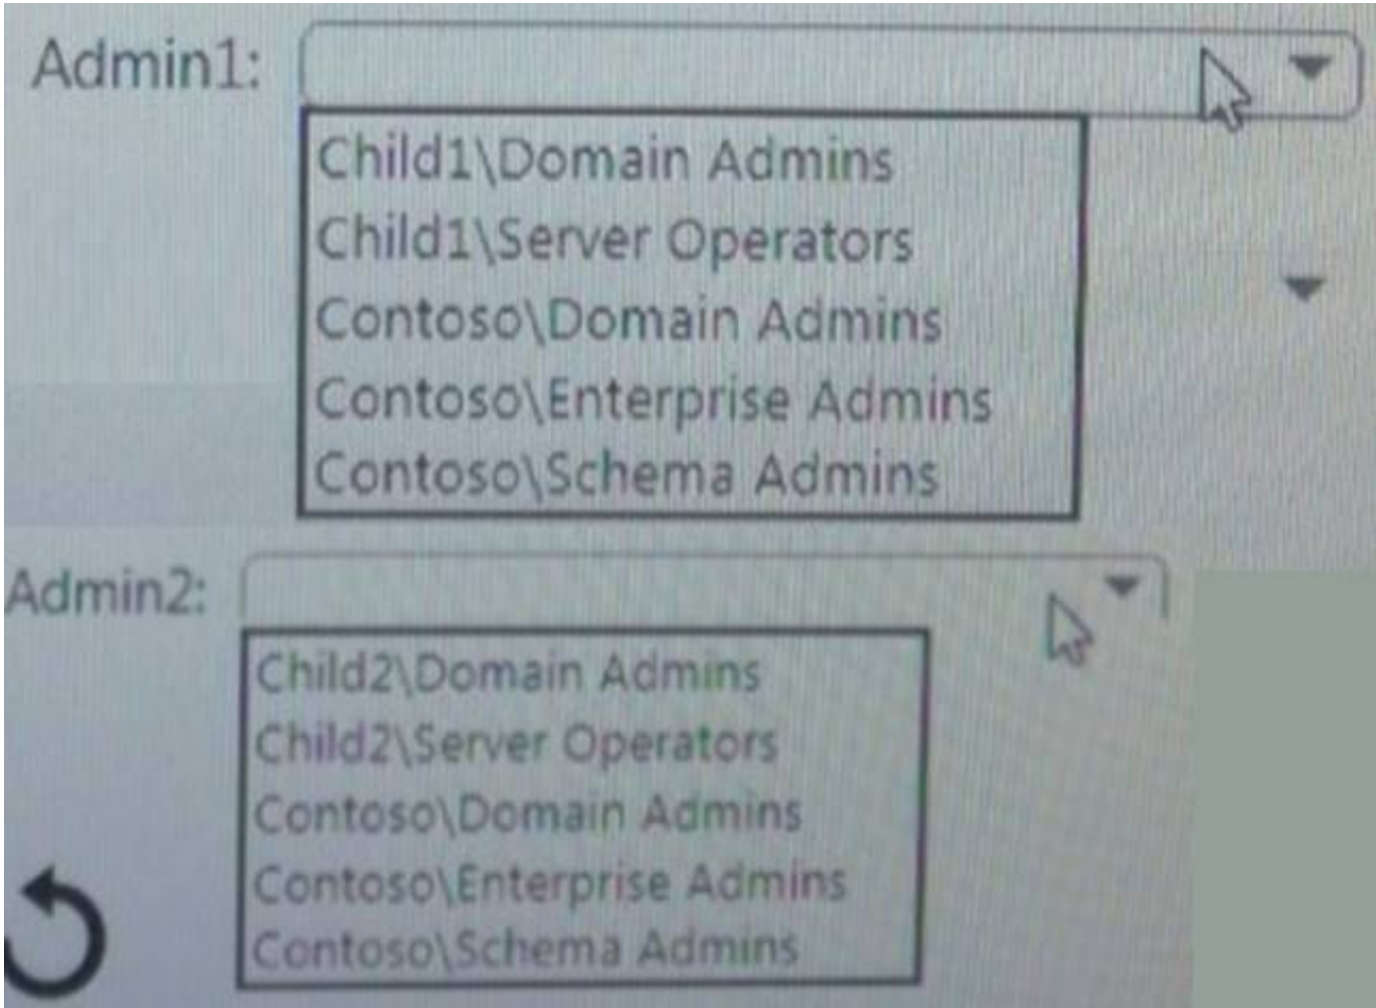 Admin1:
Child1\Domain Admins
Child1\Server Operators
Contoso\Domain Admins
Contoso\Enterprise Admins
Contoso\Schema Admins
Admin2:
Child2\Domain Admins
Child2\Server Operators
Contoso\Domain Admins
Contoso\Enterprise Admins
Contoso\Schema Admins